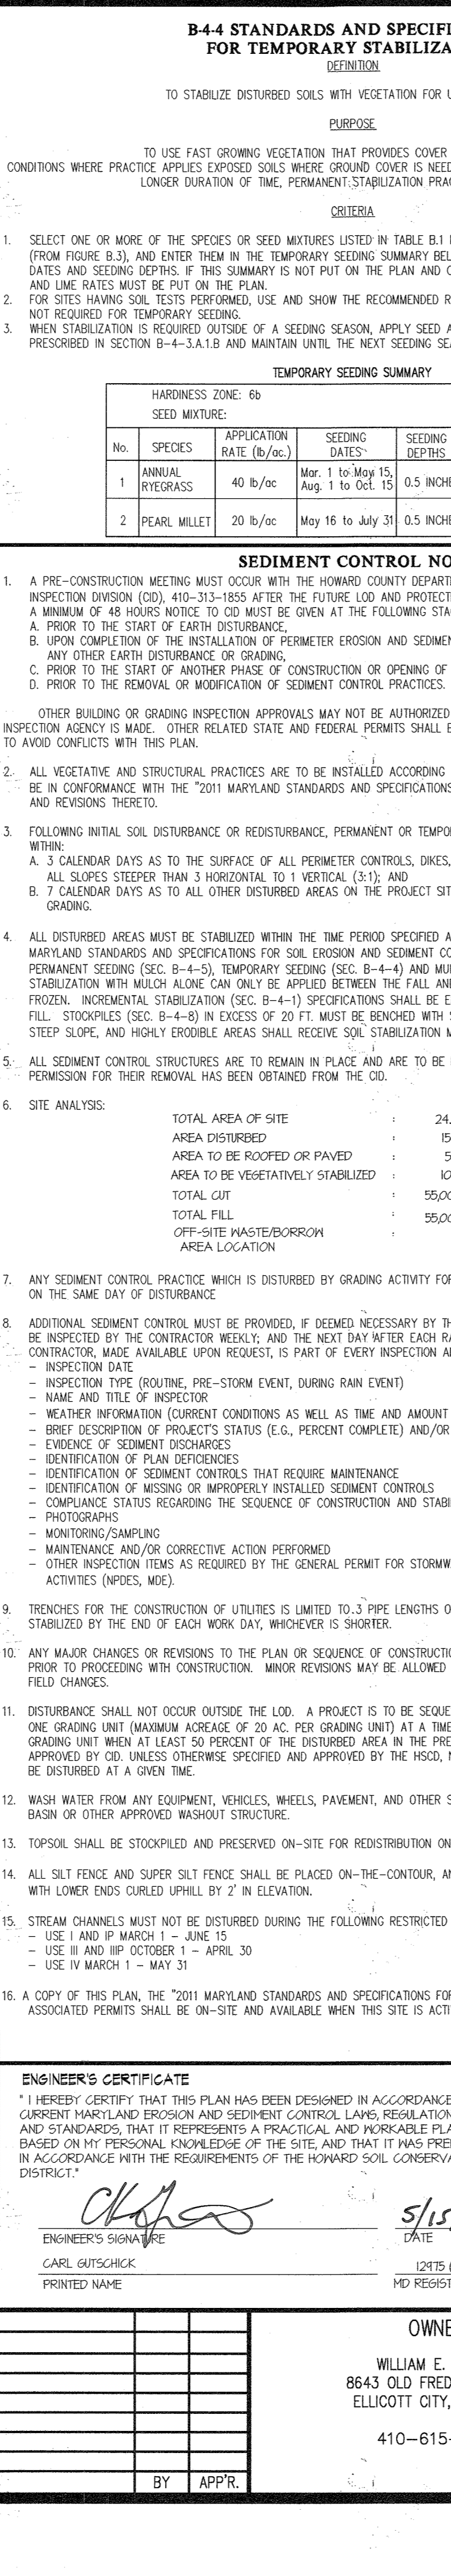 B-4-4 STANDARDS AND SPECIFI
FOR TEMPORARY STABILIZA
DEFINITION
TO STABILIZE DISTURBED SOILS WITH VEGETATION FOR U
PURPOSE
TO USE FAST GROWING VEGETATION THAT PROVIDES COVER
CONDITIONS WHERE PRACTICE APPLIES EXPOSED SOILS WHERE GROUND COVER IS NEED
LONGER DURATION OF TIME, PERMANENT STABILIZATION PRA
CRITERIA
1. SELECT ONE OR MORE OF THE SPECIES OR SEED MIXTURES LISTED IN TABLE B.1
(FROM FIGURE B.3), AND ENTER THEM IN THE TEMPORARY SEEDING SUMMARY BEL
DATES AND SEEDING DEPTHS. IF THIS SUMMARY IS NOT PUT ON THE PLAN AND
AND LIME RATES MUST BE PUT ON THE PLAN.
2. FOR SITES HAVING SOIL TESTS PERFORMED, USE AND SHOW THE RECOMMENDED R
NOT REQUIRED FOR TEMPORARY SEEDING.
3. WHEN STABILIZATION IS REQUIRED OUTSIDE OF A SEEDING SEASON, APPLY SEED A
PRESCRIBED IN SECTION B-4-3.A.1.B AND MAINTAIN UNTIL THE NEXT SEEDING SE
TEMPORARY SEEDING SUMMARY
HARDINESS ZONE: 6b
SEED MIXTURE:
No. SPECIES APPLICATION RATE (lb/ac.) SEEDING DATES SEEDING DEPTHS
1 ANNUAL RYEGRASS 40 lb/ac Mar. 1 to May 15, Aug. 1 to Oct. 15 0.5 INCHE
2 PEARL MILLET 20 lb/ac May 16 to July 31 0.5 INCHE
SEDIMENT CONTROL NO
1. A PRE-CONSTRUCTION MEETING MUST OCCUR WITH THE HOWARD COUNTY DEPART
INSPECTION DIVISION (CID), 410-313-1855 AFTER THE FUTURE LOD AND PROTECT
A MINIMUM OF 48 HOURS NOTICE TO CID MUST BE GIVEN AT THE FOLLOWING STA
A. PRIOR TO THE START OF EARTH DISTURBANCE,
B. UPON COMPLETION OF THE INSTALLATION OF PERIMETER EROSION AND SEDIMEN
ANY OTHER EARTH DISTURBANCE OR GRADING,
C. PRIOR TO THE START OF ANOTHER PHASE OF CONSTRUCTION OR OPENING OF
D. PRIOR TO THE REMOVAL OR MODIFICATION OF SEDIMENT CONTROL PRACTICES.
OTHER BUILDING OR GRADING INSPECTION APPROVALS MAY NOT BE AUTHORIZED
INSPECTION AGENCY IS MADE. OTHER RELATED STATE AND FEDERAL PERMITS SHALL B
TO AVOID CONFLICTS WITH THIS PLAN.
2. ALL VEGETATIVE AND STRUCTURAL PRACTICES ARE TO BE INSTALLED ACCORDING
BE IN CONFORMANCE WITH THE "2011 MARYLAND STANDARDS AND SPECIFICATIONS
AND REVISIONS THERETO.
3. FOLLOWING INITIAL SOIL DISTURBANCE OR REDISTURBANCE, PERMANENT OR TEMPO
WITHIN:
A. 3 CALENDAR DAYS AS TO THE SURFACE OF ALL PERIMETER CONTROLS, DIKES,
ALL SLOPES STEEPER THAN 3 HORIZONTAL TO 1 VERTICAL (3:1); AND
B. 7 CALENDAR DAYS AS TO ALL OTHER DISTURBED AREAS ON THE PROJECT SIT
GRADING.
4. ALL DISTURBED AREAS MUST BE STABILIZED WITHIN THE TIME PERIOD SPECIFIED A
MARYLAND STANDARDS AND SPECIFICATIONS FOR SOIL EROSION AND SEDIMENT CO
PERMANENT SEEDING (SEC. B-4-5), TEMPORARY SEEDING (SEC. B-4-4) AND MU
STABILIZATION WITH MULCH ALONE CAN ONLY BE APPLIED BETWEEN THE FALL AN
FROZEN. INCREMENTAL STABILIZATION (SEC. B-4-1) SPECIFICATIONS SHALL BE E
FILL. STOCKPILES (SEC. B-4-8) IN EXCESS OF 20 FT. MUST BE BENCHED WITH
STEEP SLOPE, AND HIGHLY ERODIBLE AREAS SHALL RECEIVE SOIL STABILIZATION M
5. ALL SEDIMENT CONTROL STRUCTURES ARE TO REMAIN IN PLACE AND ARE TO BE
PERMISSION FOR THEIR REMOVAL HAS BEEN OBTAINED FROM THE CID.
6. SITE ANALYSIS:
TOTAL AREA OF SITE : 24.
AREA DISTURBED : 15
AREA TO BE ROOFED OR PAVED : 5
AREA TO BE VEGETATIVELY STABILIZED : 10
TOTAL CUT : 55,00
TOTAL FILL : 55,00
OFF-SITE WASTE/BORROW :
AREA LOCATION
7. ANY SEDIMENT CONTROL PRACTICE WHICH IS DISTURBED BY GRADING ACTIVITY FO
ON THE SAME DAY OF DISTURBANCE
8. ADDITIONAL SEDIMENT CONTROL MUST BE PROVIDED, IF DEEMED NECESSARY BY TH
BE INSPECTED BY THE CONTRACTOR WEEKLY; AND THE NEXT DAY AFTER EACH RA
CONTRACTOR, MADE AVAILABLE UPON REQUEST, IS PART OF EVERY INSPECTION A
- INSPECTION DATE
- INSPECTION TYPE (ROUTINE, PRE-STORM EVENT, DURING RAIN EVENT)
- NAME AND TITLE OF INSPECTOR
- WEATHER INFORMATION (CURRENT CONDITIONS AS WELL AS TIME AND AMOUNT
- BRIEF DESCRIPTION OF PROJECT'S STATUS (E.G., PERCENT COMPLETE) AND/OR
- EVIDENCE OF SEDIMENT DISCHARGES
- IDENTIFICATION OF PLAN DEFICIENCIES
- IDENTIFICATION OF SEDIMENT CONTROLS THAT REQUIRE MAINTENANCE
- IDENTIFICATION OF MISSING OR IMPROPERLY INSTALLED SEDIMENT CONTROLS
- COMPLIANCE STATUS REGARDING THE SEQUENCE OF CONSTRUCTION AND STABI
- PHOTOGRAPHS
- MONITORING/SAMPLING
- MAINTENANCE AND/OR CORRECTIVE ACTION PERFORMED
- OTHER INSPECTION ITEMS AS REQUIRED BY THE GENERAL PERMIT FOR STORMW
ACTIVITIES (NPDES, MDE).
9. TRENCHES FOR THE CONSTRUCTION OF UTILITIES IS LIMITED TO 3 PIPE LENGTHS O
STABILIZED BY THE END OF EACH WORK DAY, WHICHEVER IS SHORTER.
10. ANY MAJOR CHANGES OR REVISIONS TO THE PLAN OR SEQUENCE OF CONSTRUCTI
PRIOR TO PROCEEDING WITH CONSTRUCTION. MINOR REVISIONS MAY BE ALLOWED
FIELD CHANGES.
11. DISTURBANCE SHALL NOT OCCUR OUTSIDE THE LOD. A PROJECT IS TO BE SEQUE
ONE GRADING UNIT (MAXIMUM ACREAGE OF 20 AC. PER GRADING UNIT) AT A TIME
GRADING UNIT WHEN AT LEAST 50 PERCENT OF THE DISTURBED AREA IN THE PRE
APPROVED BY CID. UNLESS OTHERWISE SPECIFIED AND APPROVED BY THE HSCD,
BE DISTURBED AT A GIVEN TIME.
12. WASH WATER FROM ANY EQUIPMENT, VEHICLES, WHEELS, PAVEMENT, AND OTHER S
BASIN OR OTHER APPROVED WASHOUT STRUCTURE.
13. TOPSOIL SHALL BE STOCKPILED AND PRESERVED ON-SITE FOR REDISTRIBUTION ON
14. ALL SILT FENCE AND SUPER SILT FENCE SHALL BE PLACED ON-THE-CONTOUR, AN
WITH LOWER ENDS CURLED UPHILL BY 2' IN ELEVATION.
15. STREAM CHANNELS MUST NOT BE DISTURBED DURING THE FOLLOWING RESTRICTED
- USE I AND IP MARCH 1 - JUNE 15
- USE III AND IIIP OCTOBER 1 - APRIL 30
- USE IV MARCH 1 - MAY 31
16. A COPY OF THIS PLAN, THE "2011 MARYLAND STANDARDS AND SPECIFICATIONS FO
ASSOCIATED PERMITS SHALL BE ON-SITE AND AVAILABLE WHEN THIS SITE IS ACTI
ENGINEER'S CERTIFICATE
" I HEREBY CERTIFY THAT THIS PLAN HAS BEEN DESIGNED IN ACCORDANCE
CURRENT MARYLAND EROSION AND SEDIMENT CONTROL LAWS, REGULATION
AND STANDARDS, THAT IT REPRESENTS A PRACTICAL AND WORKABLE PLA
BASED ON MY PERSONAL KNOWLEDGE OF THE SITE, AND THAT IT WAS PRE
IN ACCORDANCE WITH THE REQUIREMENTS OF THE HOWARD SOIL CONSERVA
DISTRICT."
5/15/
ENGINEER'S SIGNATURE DATE
CARL GUTSCHICK 12975
PRINTED NAME MD REGIST
OWNE
WILLIAM E.
8643 OLD FRED
ELLICOTT CITY,
410-615-
BY APP'R.